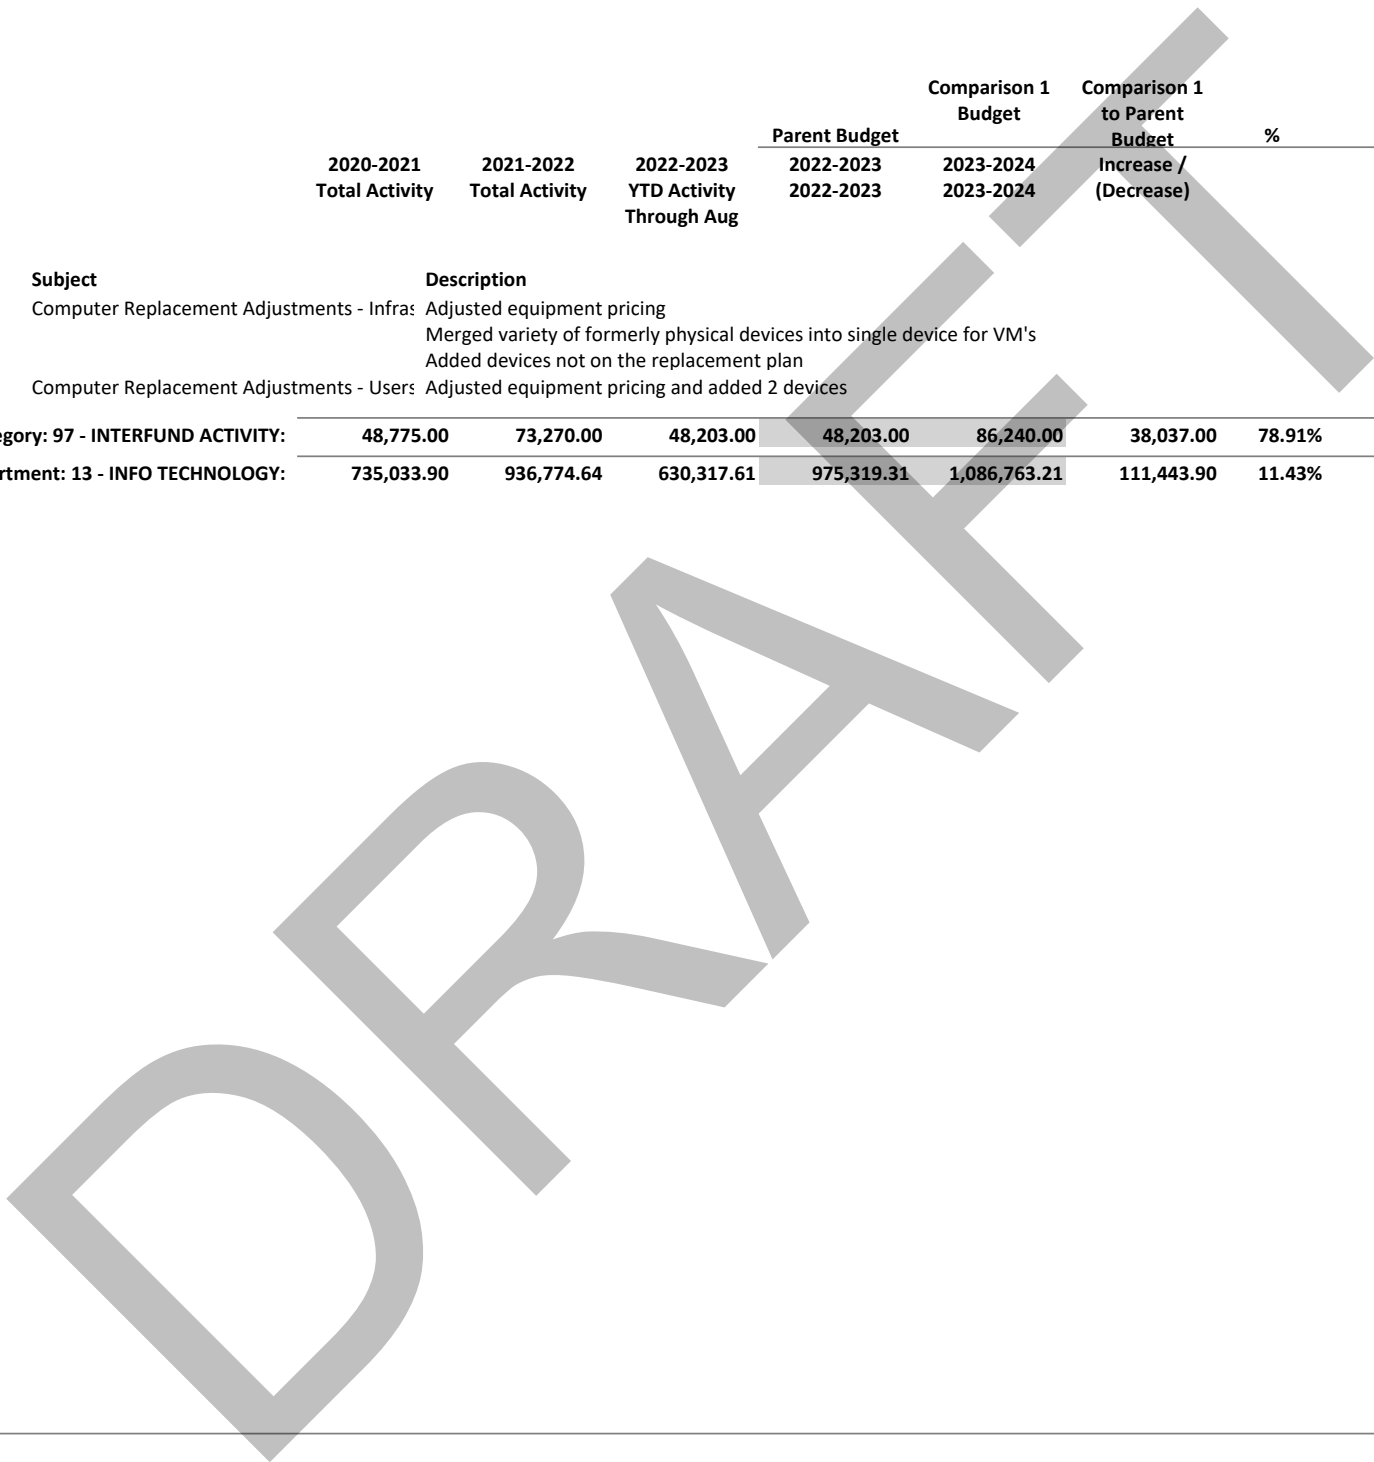 Comparison 1 Comparison 1
Budget to Parent
Parent Budget Budget %
2020-2021 2021-2022 2022-2023 2022-2023 2023-2024 Increase /
Total Activity Total Activity YTD Activity 2022-2023 2023-2024 (Decrease)
Through Aug
Subject Description
Computer Replacement Adjustments - Infras Adjusted equipment pricing
Merged variety of formerly physical devices into single device for VM's
Added devices not on the replacement plan
Computer Replacement Adjustments - Users Adjusted equipment pricing and added 2 devices
egory: 97 - INTERFUND ACTIVITY: 48,775.00 73,270.00 48,203.00 48,203.00 86,240.00 38,037.00 78.91%
rtment: 13 - INFO TECHNOLOGY: 735,033.90 936,774.64 630,317.61 975,319.31 1,086,763.21 111,443.90 11.43%
DRAFT